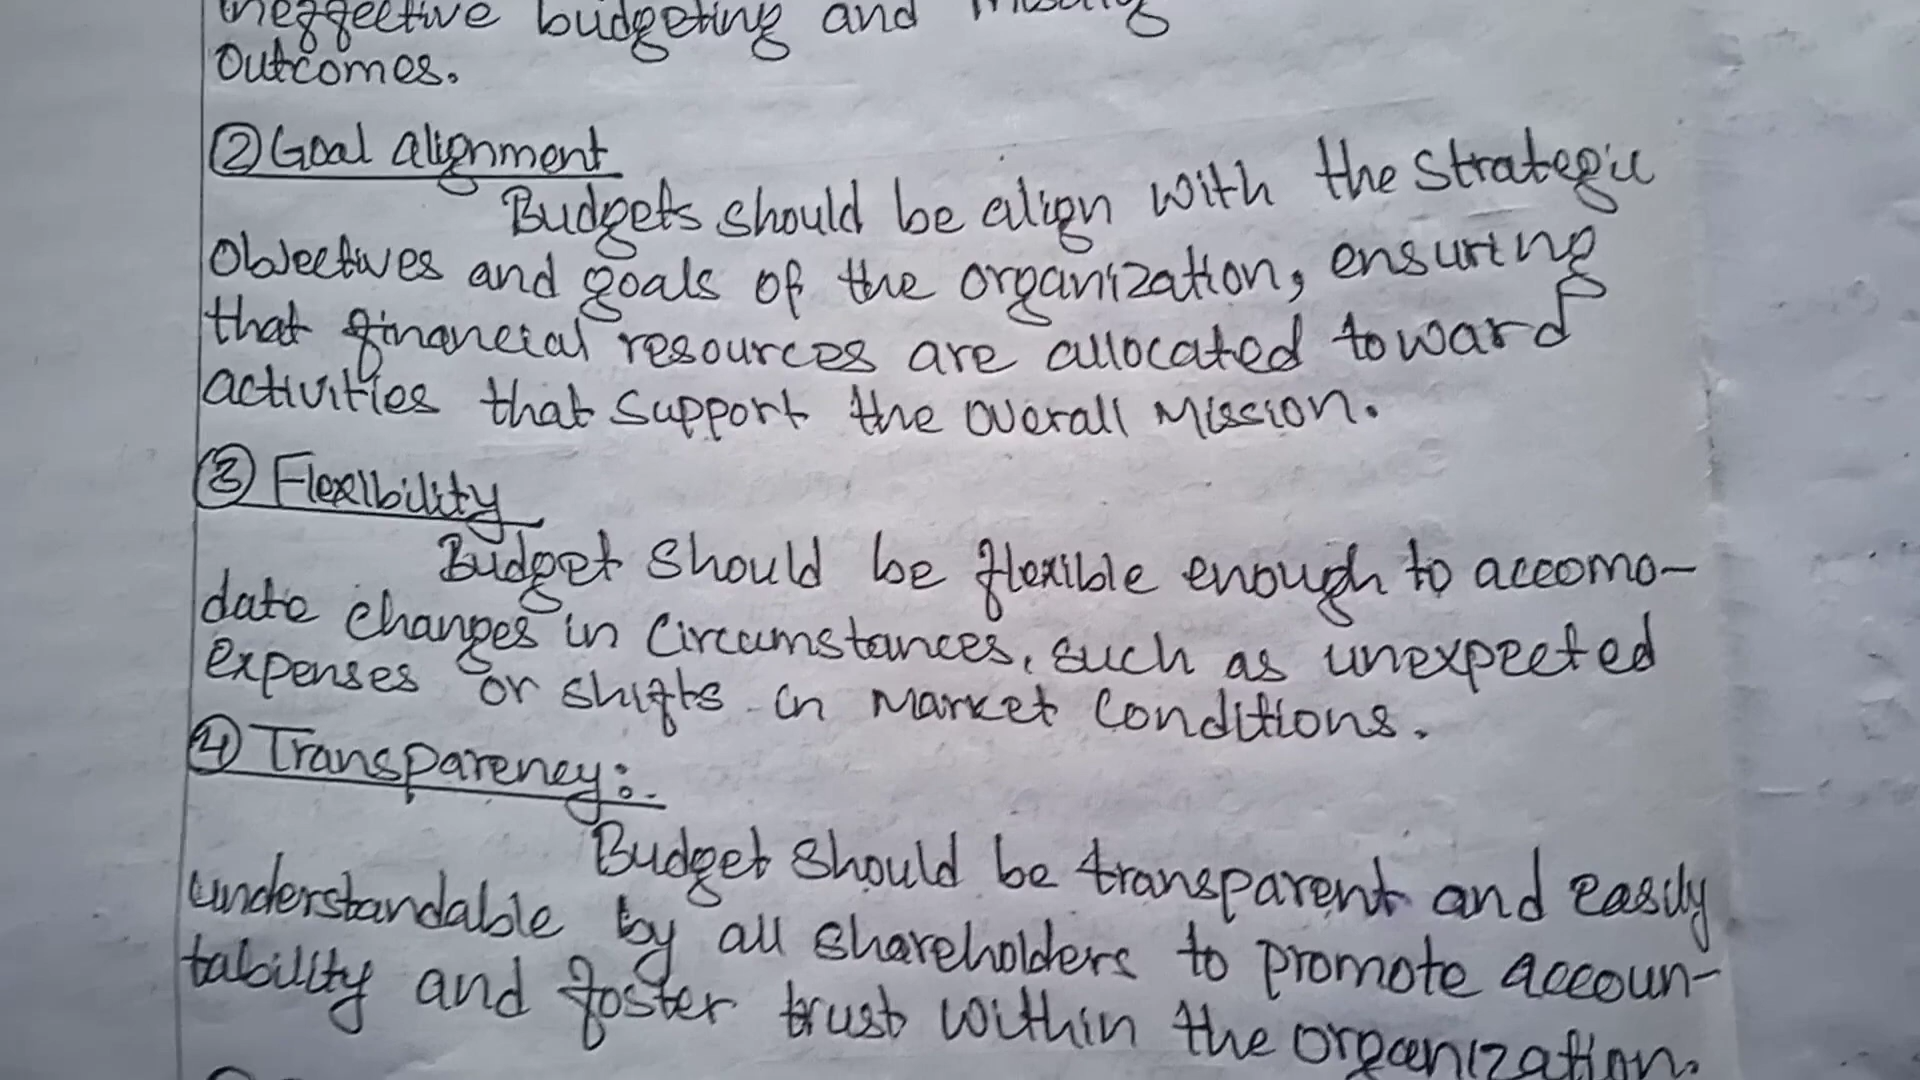 ineffective budgeting and
Outcomes.
② Goal alignment
Budgets should be align with the strategic
Objectives and goals of the organization, ensuring
that financial resources are allocated toward
activities that support the overall Mission.
③ Flexibility
Budget should be flexible enough to accomo-
date changes in Circumstances, such as unexpected
expenses or shifts in Market Conditions.
④ Transparency:-
Budget should be transparent and easily
understandable by all shareholders to promote accoun-
tability and foster trust within the organization.